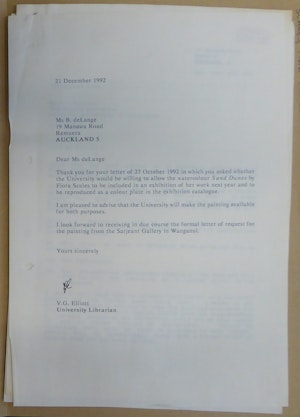 21 December 1992
Ms B. deLange
19 Manawa Road
Remuera
AUCKLAND 5
Dear Ms deLange
Thank you for your letter of 27 October 1992 in which you asked whether
the University would be willing to allow the watercolour Sand Dunes by
to be included in an exhibition of her work next year and to
be reproduced as a colour plate in the exhibition catalogue.
I am pleased to advise that the University will make the painting available
for both purposes.
I look forward to receiving in due course the formal letter of request for
the painting from the Sarjeant Gallery in Wanganui.
Yours sincerely
V.G. Elliott
University Librarian